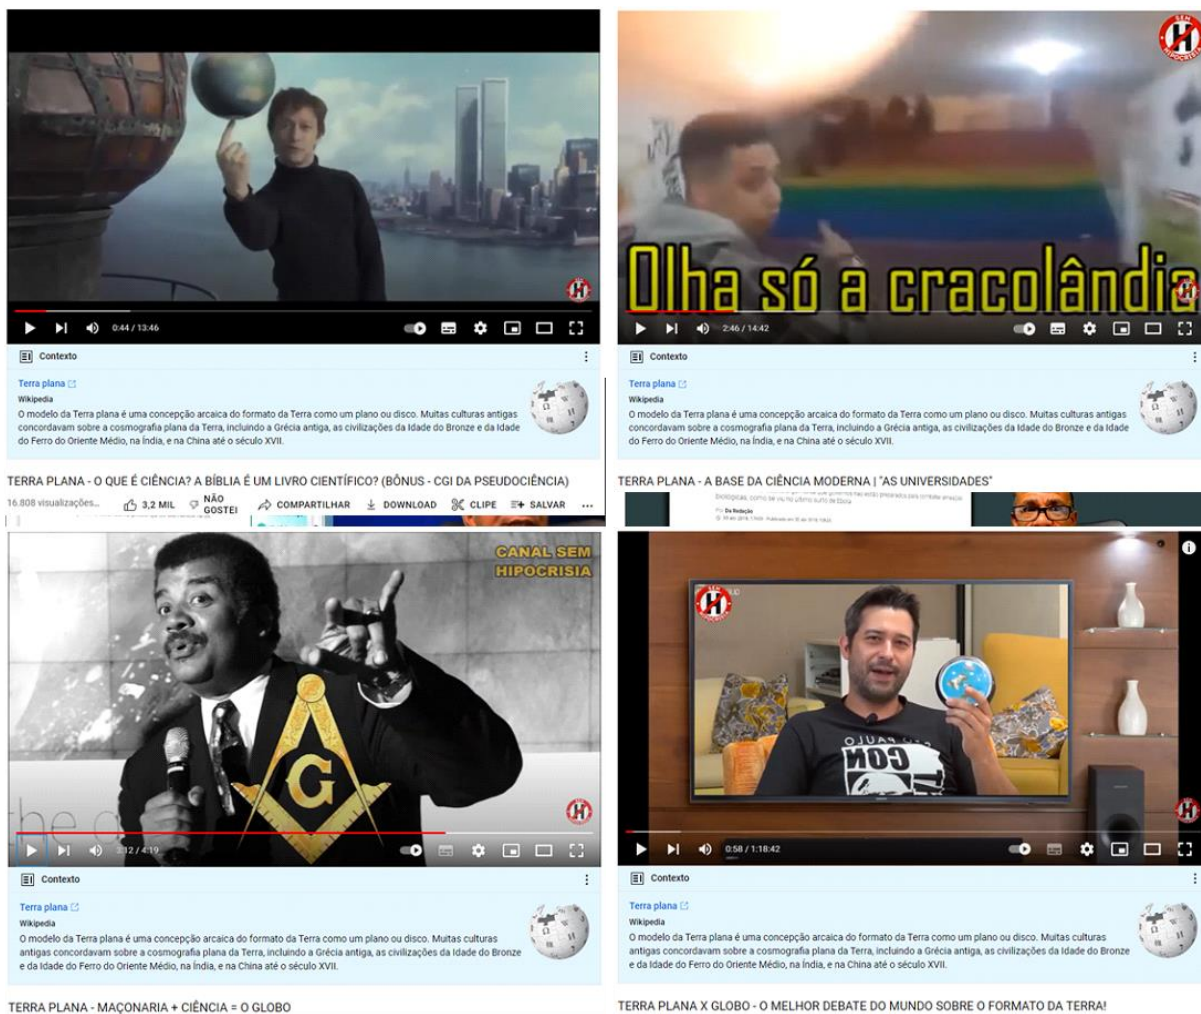 0:44 / 13:46
Contexto
Terra plana
Wikipedia
O modelo da Terra plana é uma concepção arcaica do formato da Terra como um plano ou disco. Muitas culturas antigas
concordavam sobre a cosmografia plana da Terra, incluindo a Grécia antiga, as civilizações da Idade do Bronze e da Idade
do Ferro do Oriente Médio, na Índia, e na China até o século XVII.
TERRA PLANA - O QUE É CIÊNCIA? A BÍBLIA É UM LIVRO CIENTÍFICO? (BÔNUS - CGI DA PSEUDOCIÊNCIA)
16.808 visualizações...
3,2 MIL
NÃO
GOSTEI
COMPARTILHAR
DOWNLOAD
CLIPE
SALVAR
SEM
H
HIPOCRISIA
Olha só a cracolândia
2:46 / 14:42
Contexto
Terra plana
Wikipedia
O modelo da Terra plana é uma concepção arcaica do formato da Terra como um plano ou disco. Muitas culturas antigas
concordavam sobre a cosmografia plana da Terra, incluindo a Grécia antiga, as civilizações da Idade do Bronze e da Idade
do Ferro do Oriente Médio, na Índia, e na China até o século XVII.
TERRA PLANA - A BASE DA CIÊNCIA MODERNA | "AS UNIVERSIDADES"
Por Da Redação
CANAL SEM
HIPOCRISIA
G
3:12 / 4:19
Contexto
Terra plana
Wikipedia
O modelo da Terra plana é uma concepção arcaica do formato da Terra como um plano ou disco. Muitas culturas
antigas concordavam sobre a cosmografia plana da Terra, incluindo a Grécia antiga, as civilizações da Idade do Bronze
e da Idade do Ferro do Oriente Médio, na Índia, e na China até o século XVII.
TERRA PLANA - MAÇONARIA + CIÊNCIA = O GLOBO
SEM
H
HIPOCRISIA
0:58 / 1:18:42
Contexto
Terra plana
Wikipedia
O modelo da Terra plana é uma concepção arcaica do formato da Terra como um plano ou disco. Muitas culturas
antigas concordavam sobre a cosmografia plana da Terra, incluindo a Grécia antiga, as civilizações da Idade do Bronze
e da Idade do Ferro do Oriente Médio, na Índia, e na China até o século XVII.
TERRA PLANA X GLOBO - O MELHOR DEBATE DO MUNDO SOBRE O FORMATO DA TERRA!